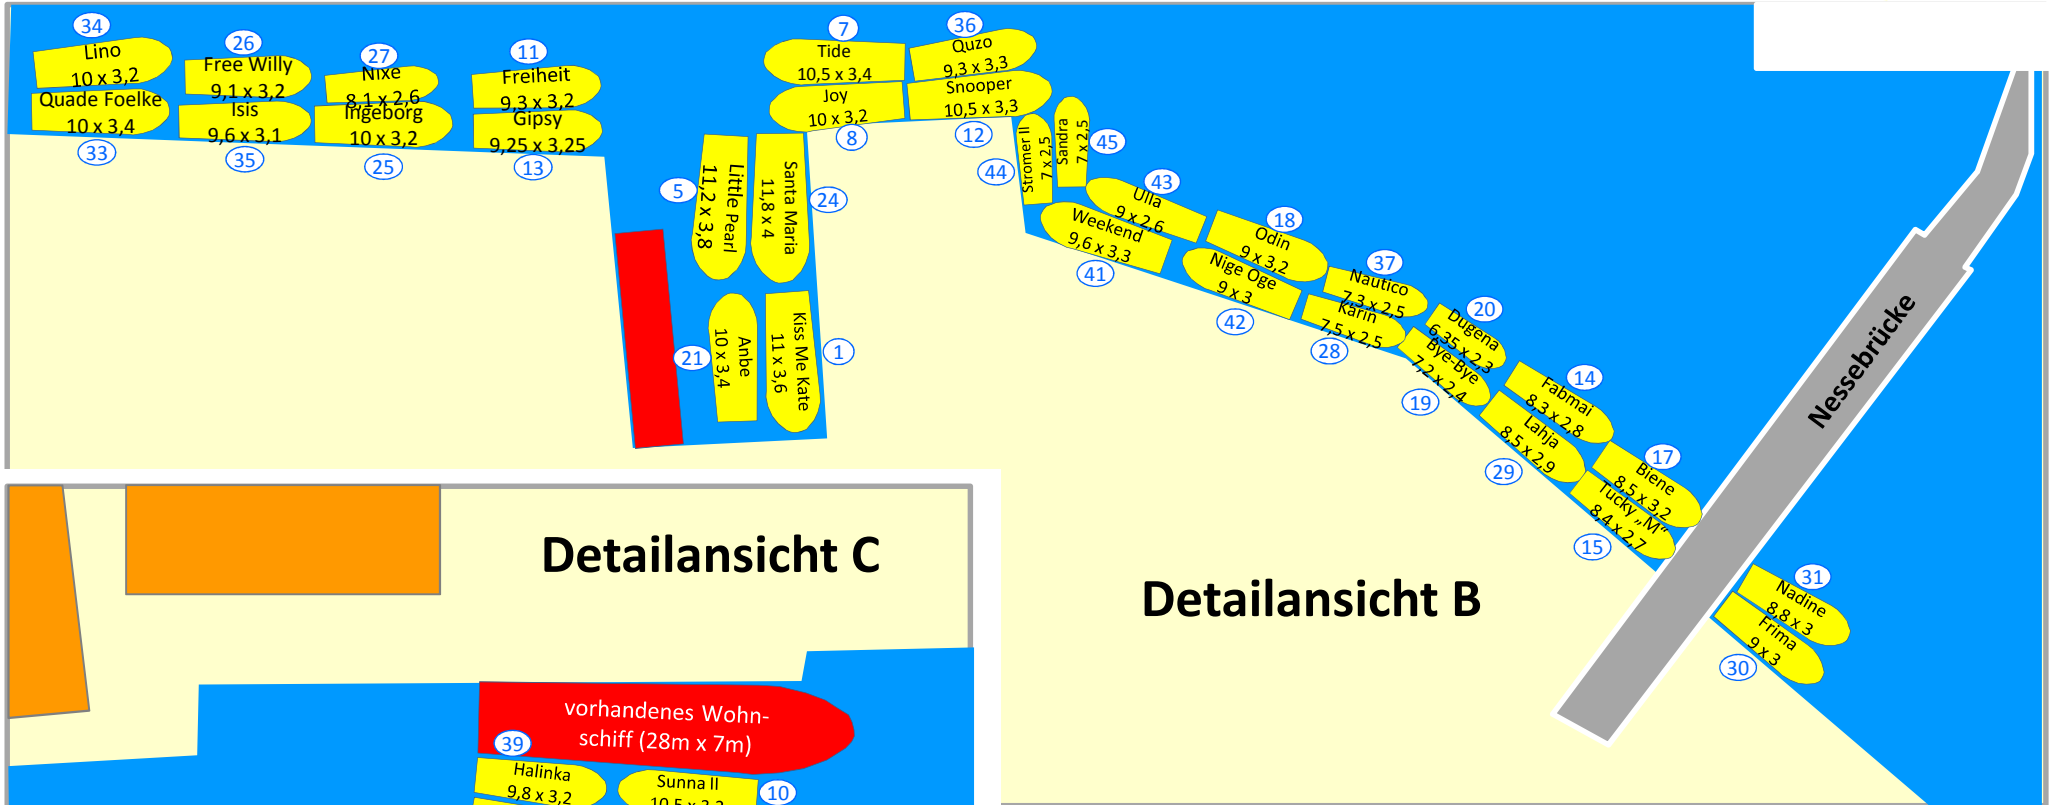 34
Lino
10 x 3,2
Quade Foelke
10 x 3,4
33
26
Free Willy
9,1 x 3,2
Isis
9,6 x 3,1
35
27
Nixe
8,1 x 2,6
Ingeborg
10 x 3,2
25
11
Freiheit
9,3 x 3,2
Gipsy
9,25 x 3,25
13
7
Tide
10,5 x 3,4
Joy
10 x 3,2
8
36
Quzo
9,3 x 3,3
Snooper
10,5 x 3,3
12
5
Little Pearl
11,2 x 3,8
Santa Maria
11,8 x 4
24
21
Anbe
10 x 3,4
Kiss Me Kate
11 x 3,6
1
44
Stromer II
7 x 2,5
Sandra
7 x 2,5
45
43
Ulla
9 x 2,6
Weekend
9,6 x 3,3
41
18
Odin
9 x 3,2
Nige Oge
9 x 3
42
37
Nautico
7,3 x 2,5
Karin
7,5 x 2,5
28
20
Dugena
6,35 x 2,3
Bye-Bye
7,2 x 2,4
19
14
Fabmai
8,3 x 2,8
Lahja
8,5 x 2,9
29
17
Biene
8,5 x 3,2
Tucky „M“
8,4 x 2,7
15
Nessebrücke
31
Nadine
8,8 x 3
Frima
9 x 3
30
Detailansicht B
Detailansicht C
vorhandenes Wohn-
schiff (28m x 7m)
39
Halinka
9,8 x 3,2
Sunna II
10,5 x 3,2
10